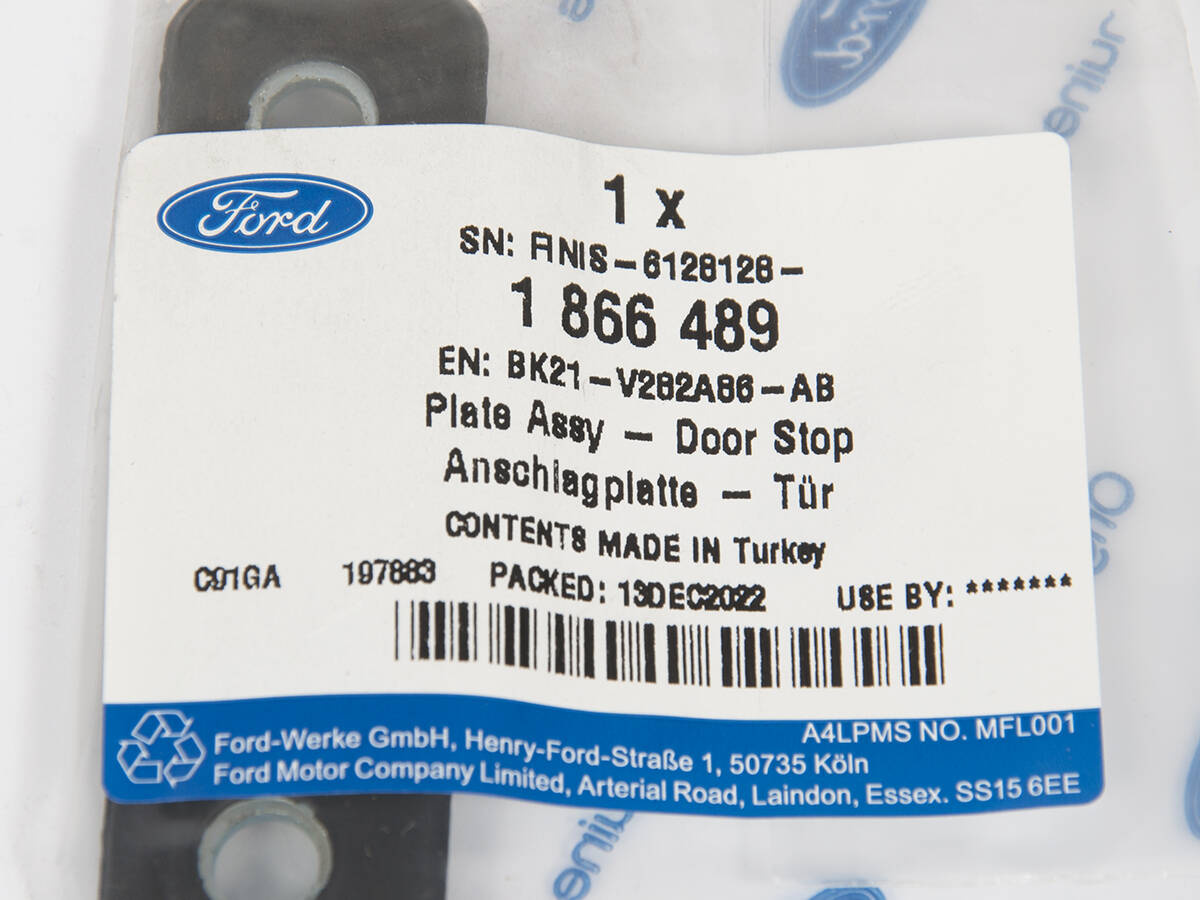 Ford
1 x
SN: FINIS-6128128-
1 866 489
EN: BK21-V282A86-AB
Plate Assy - Door Stop
Anschlagplatte - Tür
CONTENTS MADE IN Turkey
C91GA 197883 PACKED: 13DEC2022 USE BY: *******
A4LPMS NO. MFL001
Ford-Werke GmbH, Henry-Ford-Straße 1, 50735 Köln
Ford Motor Company Limited, Arterial Road, Laindon, Essex. SS15 6EE